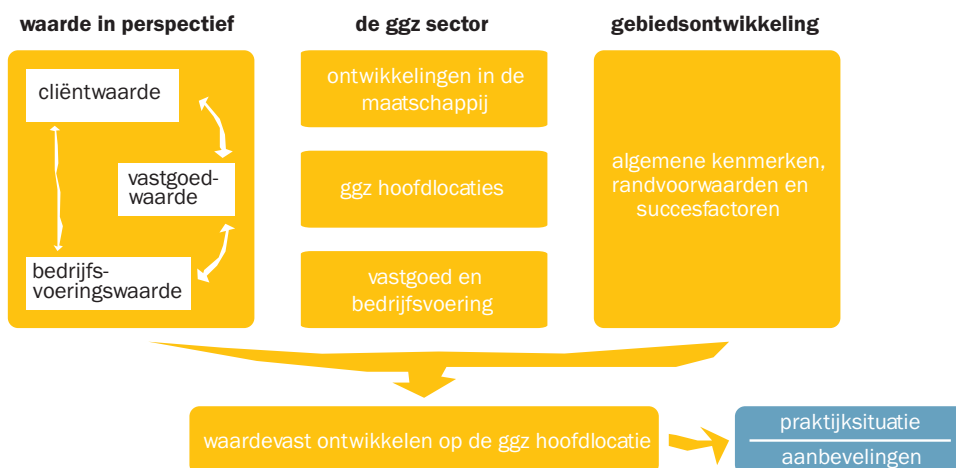 waarde in perspectief
cliëntwaarde
vastgoed-
waarde
bedrijfs-
voeringswaarde
de ggz sector
ontwikkelingen in de
maatschappij
ggz hoofdlocaties
vastgoed en
bedrijfsvoering
gebiedsontwikkeling
algemene kenmerken,
randvoorwaarden en
succesfactoren
waardevast ontwikkelen op de ggz hoofdlocatie
praktijksituatie
aanbevelingen